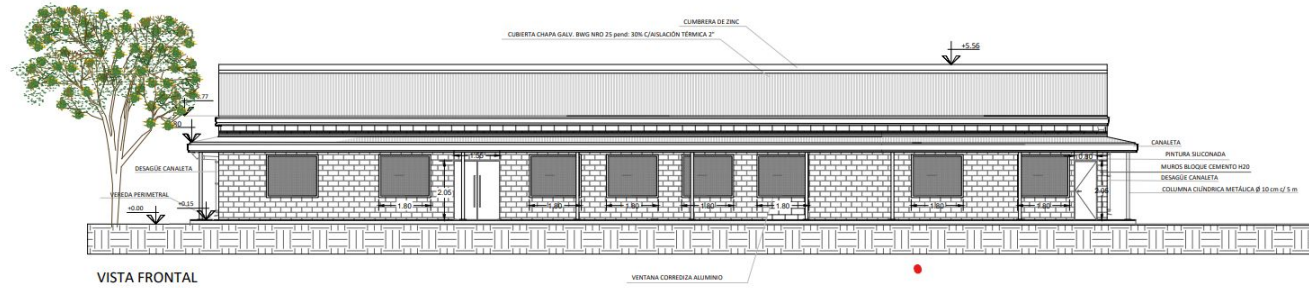 CUMBRERA DE ZINC
CUBIERTA CHAPA GALV. BWG NRO 25 pend: 30% C/AISLACIÓN TÉRMICA 2"
+5.56
CANALETA
PINTURA SILICONADA
MUROS BLOQUE CEMENTO H20
DESAGÜE CANALETA
COLUMNA CILÍNDRICA METÁLICA Ø 10 cm c/ 5 m
DESAGÜE CANALETA
VEREDA PERIMETRAL
+0.00
+0.15
2.05
0.80
2.05
1.80
1.80
1.80
1.80
1.80
1.80
1.80
VISTA FRONTAL
VENTANA CORREDIZA ALUMINIO